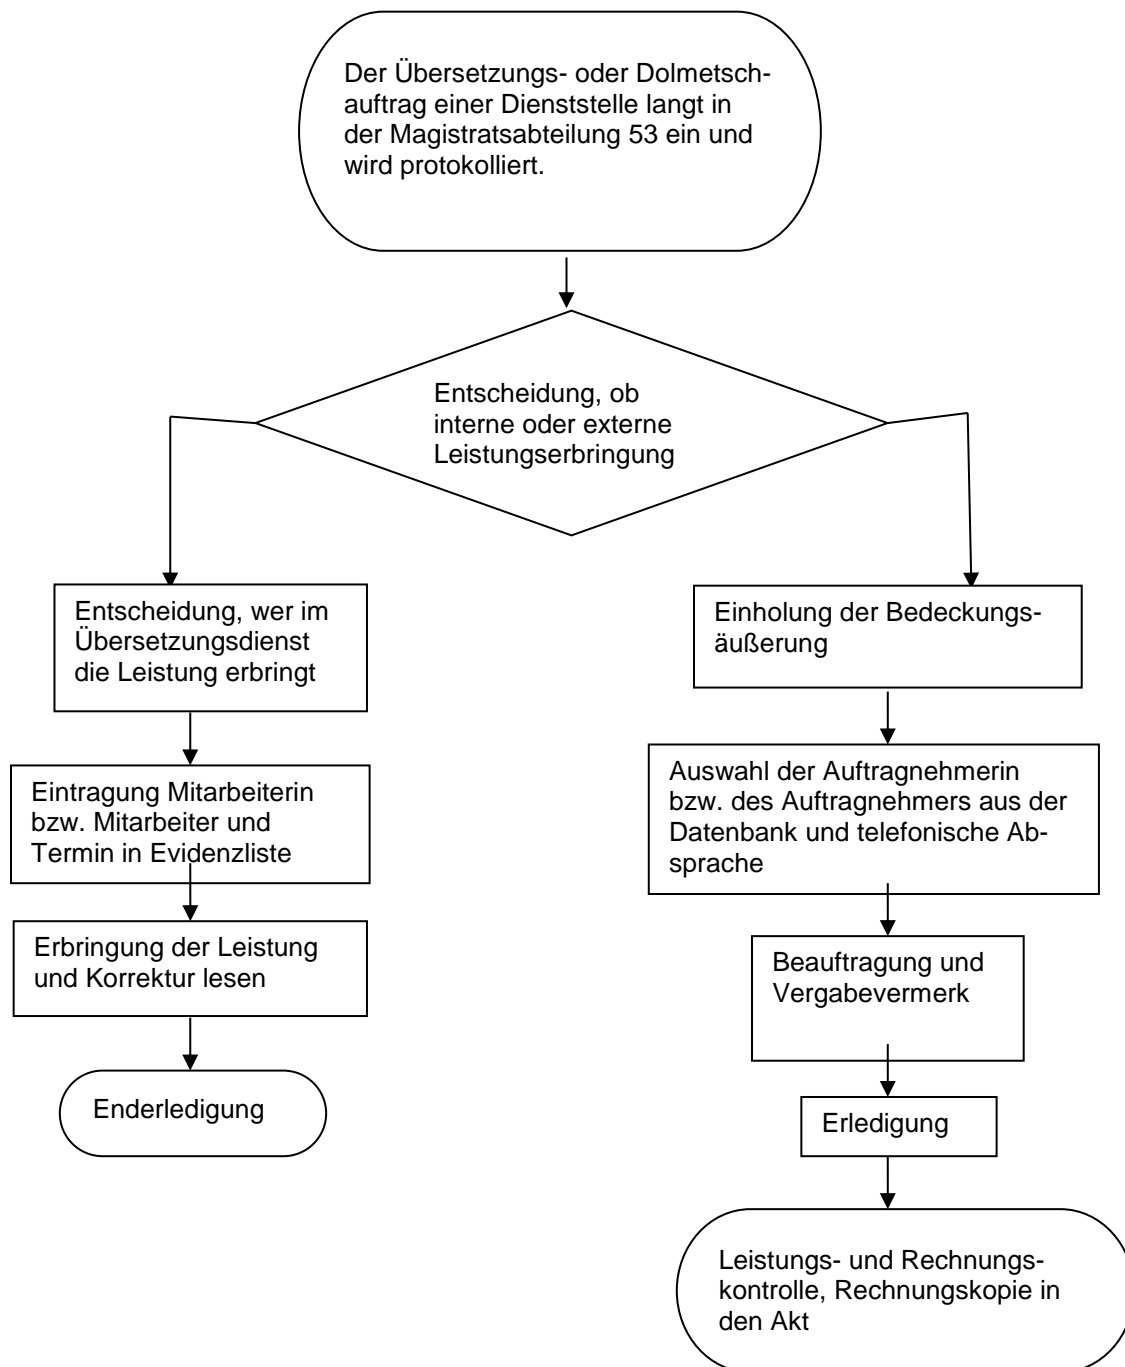 Der Übersetzungs- oder Dolmetsch-
auftrag einer Dienststelle langt in
der Magistratsabteilung 53 ein und
wird protokolliert.
Entscheidung, ob
interne oder externe
Leistungserbringung
Entscheidung, wer im
Übersetzungsdienst
die Leistung erbringt
Eintragung Mitarbeiterin
bzw. Mitarbeiter und
Termin in Evidenzliste
Erbringung der Leistung
und Korrektur lesen
Enderledigung
Einholung der Bedeckungs-
äußerung
Auswahl der Auftragnehmerin
bzw. des Auftragnehmers aus der
Datenbank und telefonische Ab-
sprache
Beauftragung und
Vergabevermerk
Erledigung
Leistungs- und Rechnungs-
kontrolle, Rechnungskopie in
den Akt